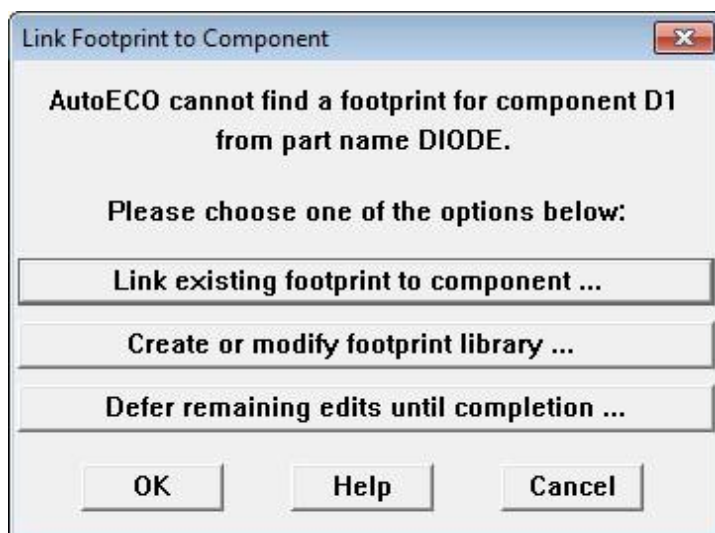 Link Footprint to Component
AutoECO cannot find a footprint for component D1
from part name DIODE.
Please choose one of the options below:
Link existing footprint to component ...
Create or modify footprint library ...
Defer remaining edits until completion ...
OK Help Cancel